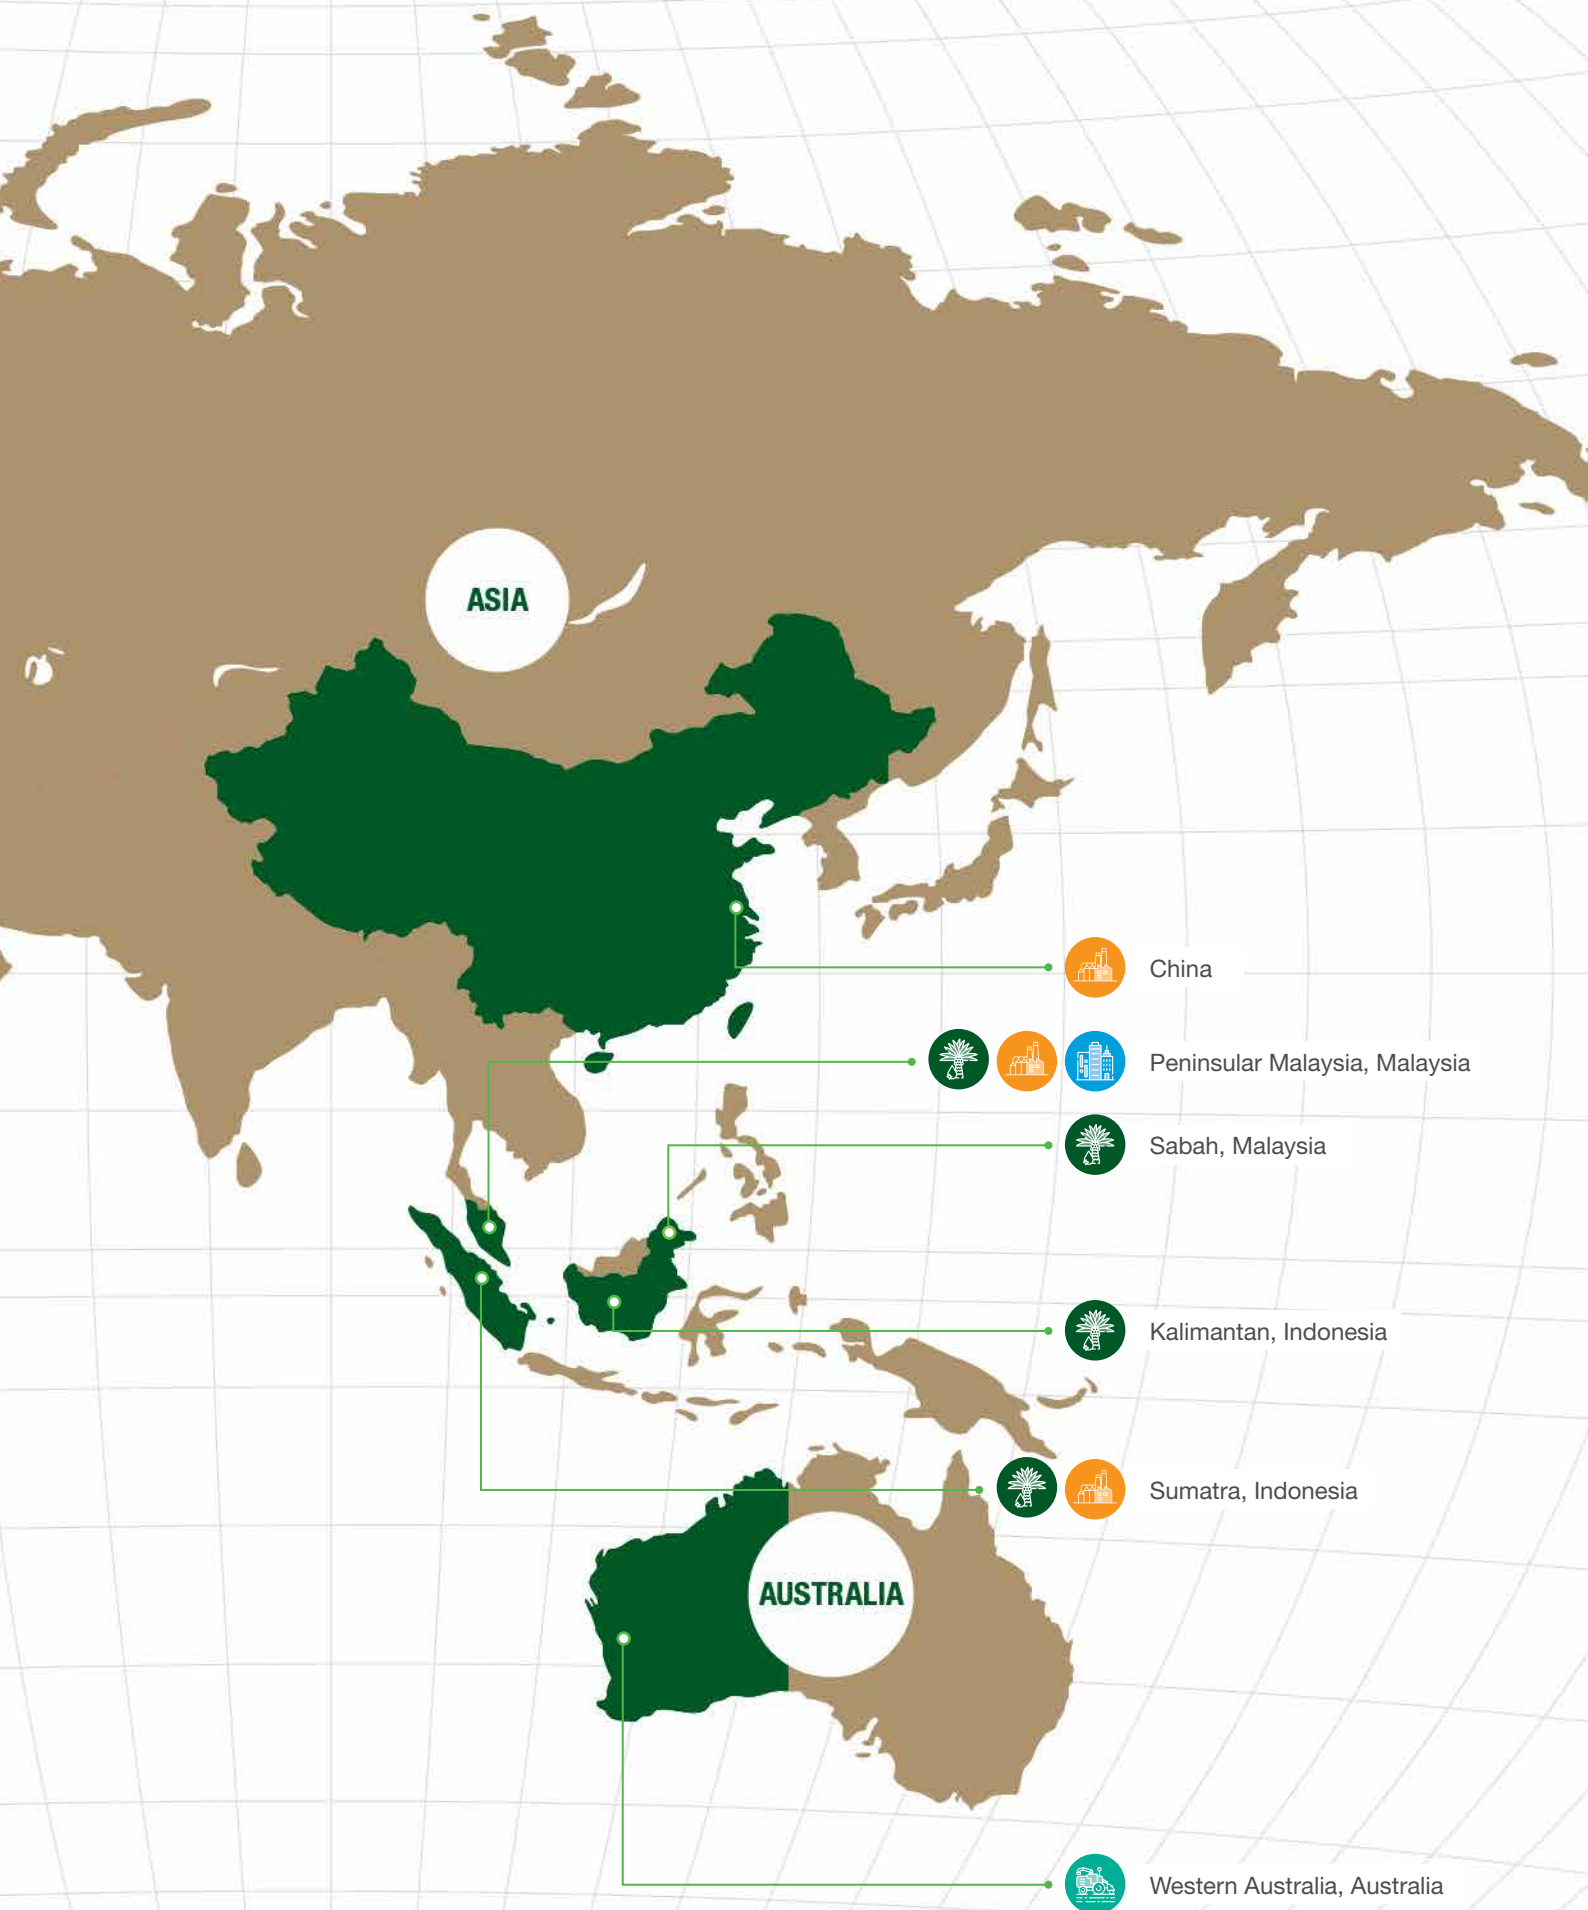 ASIA
China
Peninsular Malaysia, Malaysia
Sabah, Malaysia
Kalimantan, Indonesia
Sumatra, Indonesia
AUSTRALIA
Western Australia, Australia